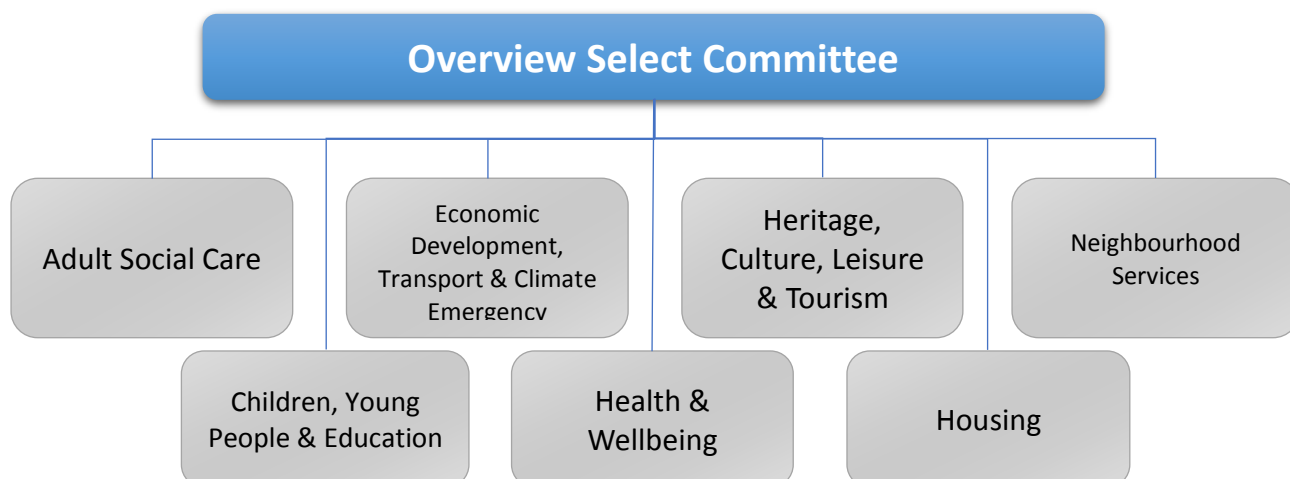 Overview Select Committee
Adult Social Care
Economic
Development,
Transport & Climate
Emergency
Heritage,
Culture, Leisure
& Tourism
Neighbourhood
Services
Children, Young
People & Education
Health &
Wellbeing
Housing